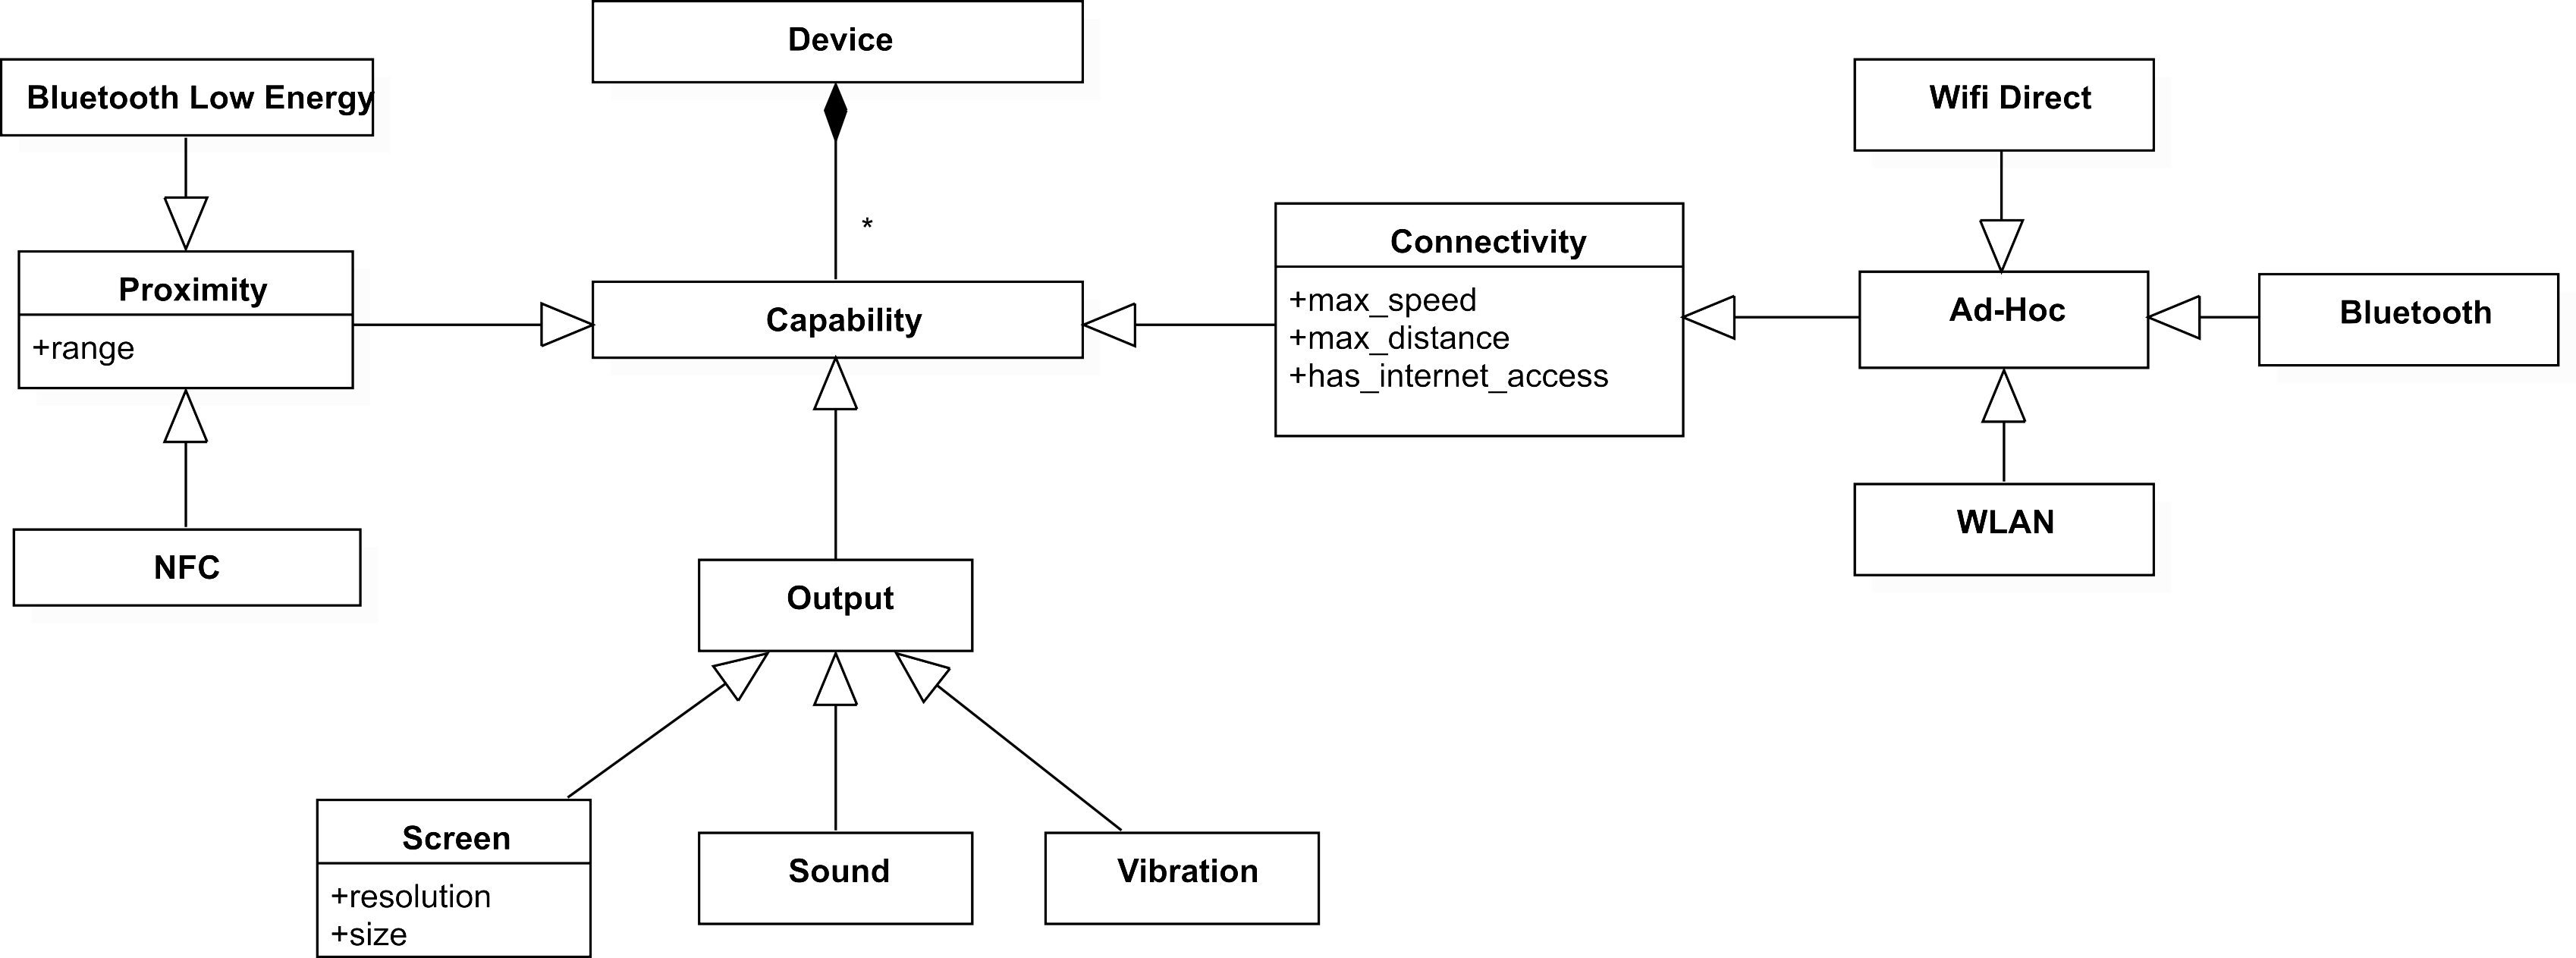 Device
Bluetooth Low Energy
Wifi Direct
*
Connectivity
+max_speed
+max_distance
+has_internet_access
Proximity
+range
Capability
Ad-Hoc
Bluetooth
NFC
WLAN
Output
Screen
+resolution
+size
Sound
Vibration